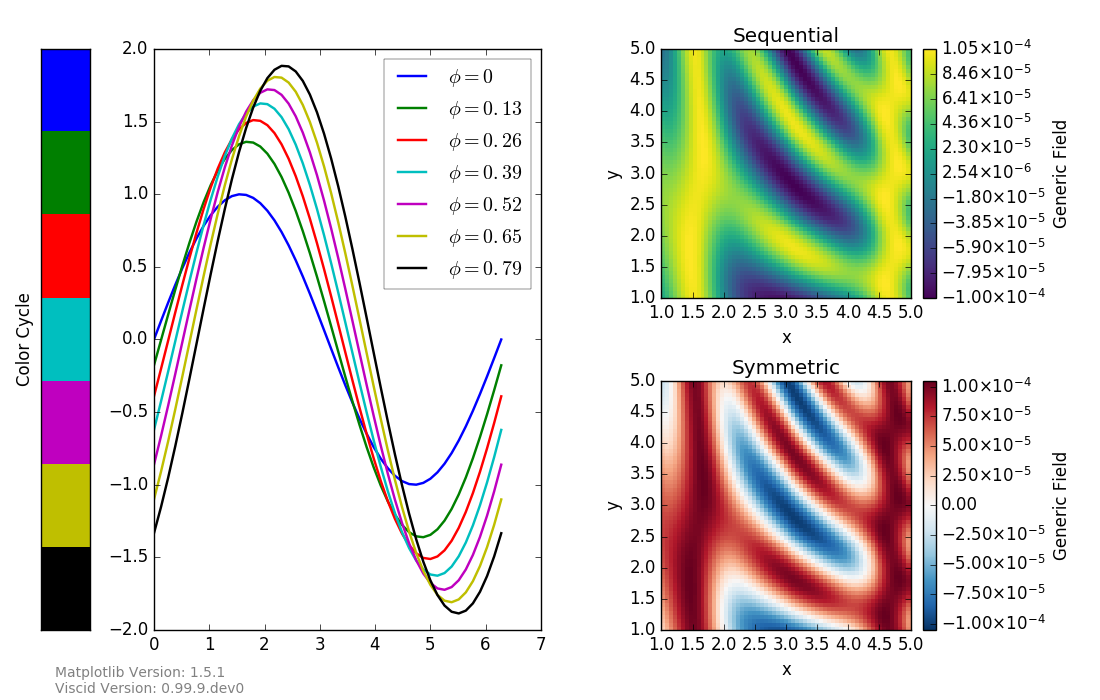 Color Cycle
2.0
1.5
1.0
0.5
0.0
−0.5
−1.0
−1.5
−2.0
0 1 2 3 4 5 6 7
ϕ = 0
ϕ = 0.13
ϕ = 0.26
ϕ = 0.39
ϕ = 0.52
ϕ = 0.65
ϕ = 0.79
Sequential
y
5.0
4.5
4.0
3.5
3.0
2.5
2.0
1.5
1.0
1.0 1.5 2.0 2.5 3.0 3.5 4.0 4.5 5.0
x
1.05×10⁻⁴
8.46×10⁻⁵
6.41×10⁻⁵
4.36×10⁻⁵
2.30×10⁻⁵
2.54×10⁻⁶
−1.80×10⁻⁵
−3.85×10⁻⁵
−5.90×10⁻⁵
−7.95×10⁻⁵
−1.00×10⁻⁴
Generic Field
Symmetric
y
5.0
4.5
4.0
3.5
3.0
2.5
2.0
1.5
1.0
1.0 1.5 2.0 2.5 3.0 3.5 4.0 4.5 5.0
x
1.00×10⁻⁴
7.50×10⁻⁵
5.00×10⁻⁵
2.50×10⁻⁵
0.00
−2.50×10⁻⁵
−5.00×10⁻⁵
−7.50×10⁻⁵
−1.00×10⁻⁴
Generic Field
Matplotlib Version: 1.5.1
Viscid Version: 0.99.9.dev0